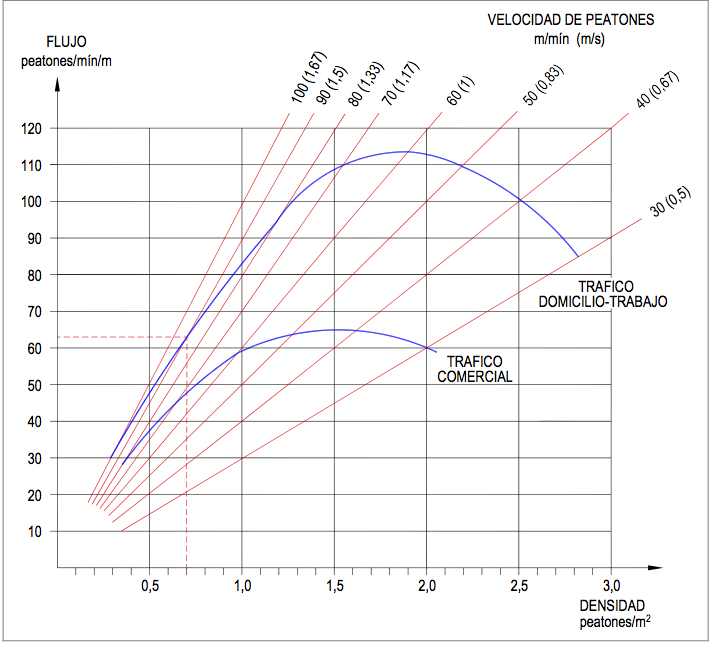 VELOCIDAD DE PEATONES
m/mín (m/s)
FLUJO
peatones/mín/m
100 (1,67)
90 (1,5)
80 (1,33)
70 (1,17)
60 (1)
50 (0,83)
40 (0,67)
30 (0,5)
120
110
100
90
80
70
60
50
40
30
20
10
TRAFICO
DOMICILIO-TRABAJO
TRAFICO
COMERCIAL
0,5
1,0
1,5
2,0
2,5
3,0
DENSIDAD
peatones/m²